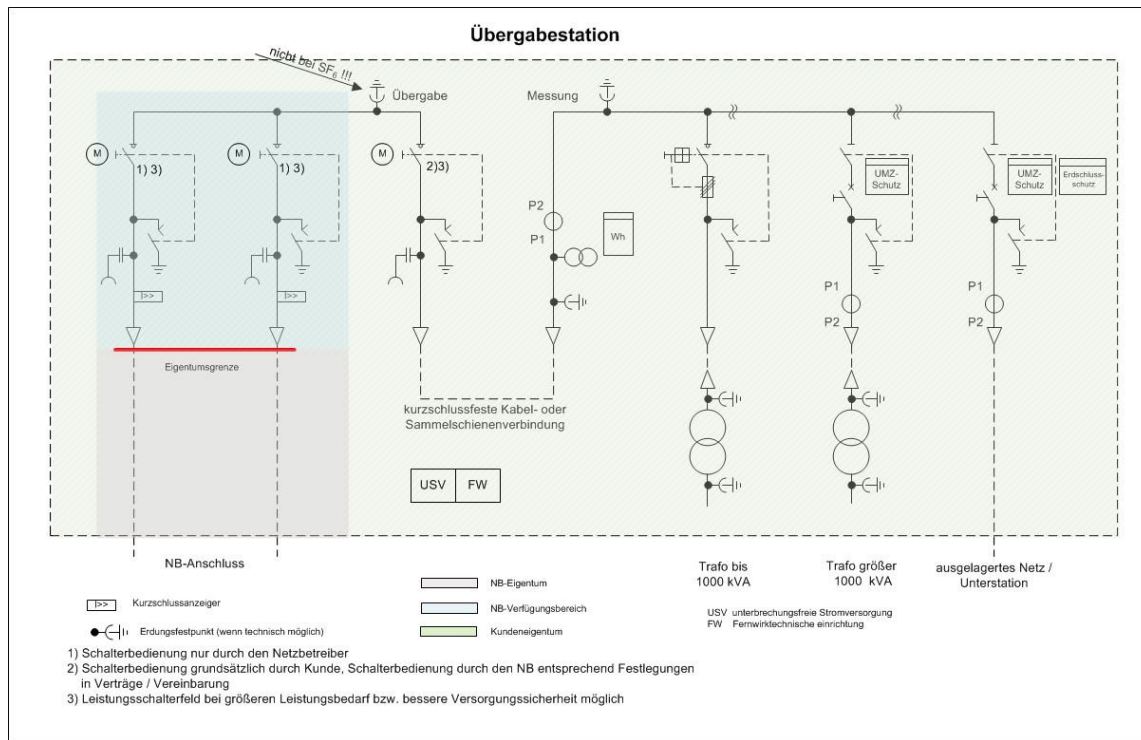 Übergabestation
nicht bei SF₆ !!!
Übergabe
Messung
M
1) 3)
M
1) 3)
M
2)3)
UMZ-
Schutz
UMZ-
Schutz
Erdschluss-
schutz
P2
P1
Wh
I>>
I>>
P1
P2
P1
P2
Eigentumsgrenze
kurzschlussfeste Kabel- oder
Sammelschienenverbindung
USV FW
NB-Anschluss
Trafo bis
1000 kVA
Trafo größer
1000 kVA
ausgelagertes Netz /
Unterstation
I>> Kurzschlussanzeiger
Erdungsfestpunkt (wenn technisch möglich)
NB-Eigentum
NB-Verfügungsbereich
Kundeneigentum
USV unterbrechungsfreie Stromversorgung
FW Fernwirktechnische einrichtung
1) Schalterbedienung nur durch den Netzbetreiber
2) Schalterbedienung grundsätzlich durch Kunde, Schalterbedienung durch den NB entsprechend Festlegungen
in Verträge / Vereinbarung
3) Leistungsschalterfeld bei größeren Leistungsbedarf bzw. bessere Versorgungssicherheit möglich